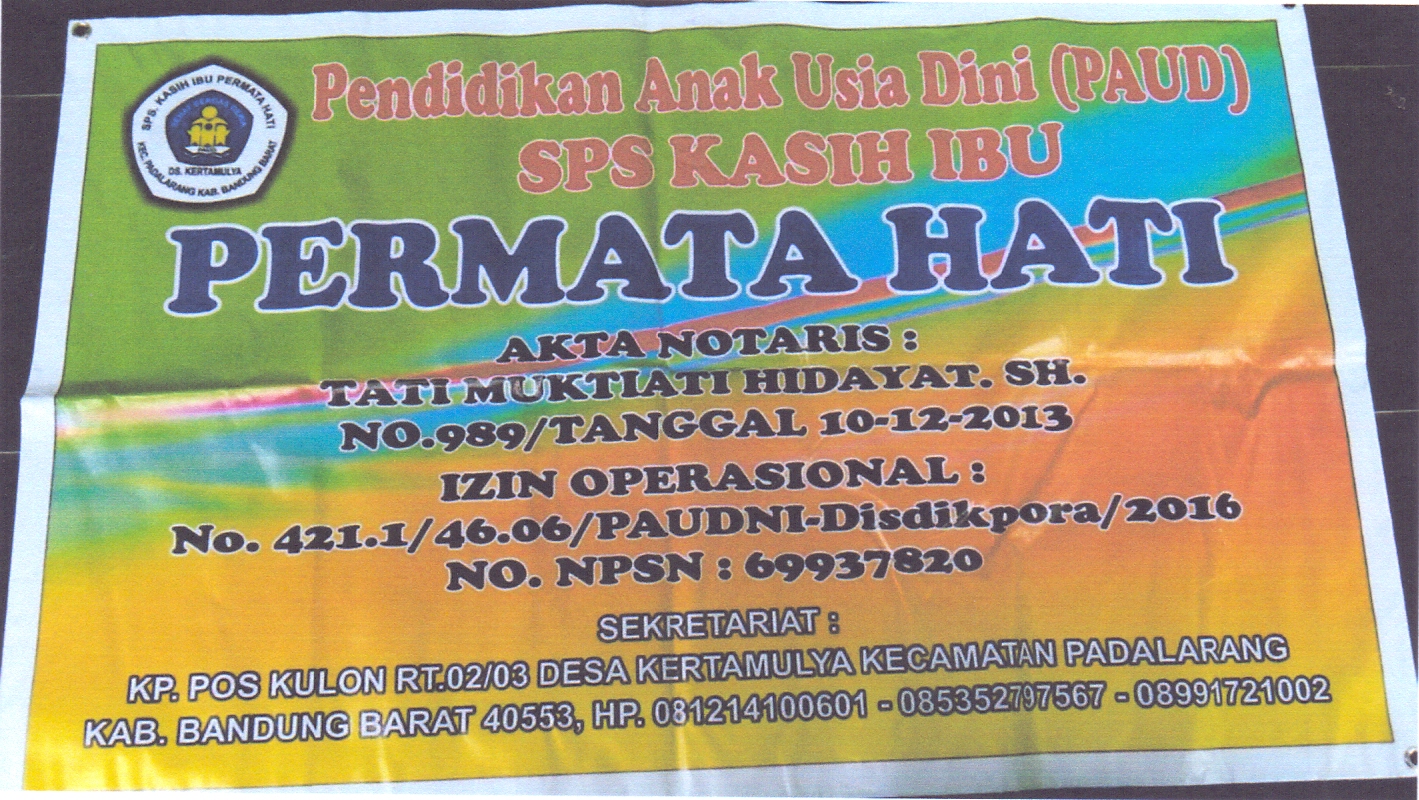 SPS. KASIH IBU PERMATA HATI
DS. KERTAMULYA
KEC. PADALARANG KAB. BANDUNG BARAT
Pendidikan Anak Usia Dini (PAUD)
SPS KASIH IBU
PERMATA HATI
AKTA NOTARIS :
TATI MUKTIATI HIDAYAT. SH.
NO.989/TANGGAL 10-12-2013
IZIN OPERASIONAL :
No. 421.1/46.06/PAUDNI-Disdikpora/2016
NO. NPSN : 69937820
SEKRETARIAT :
KP. POS KULON RT.02/03 DESA KERTAMULYA KECAMATAN PADALARANG
KAB. BANDUNG BARAT 40553, HP. 081214100601 - 085352797567 - 08991721002